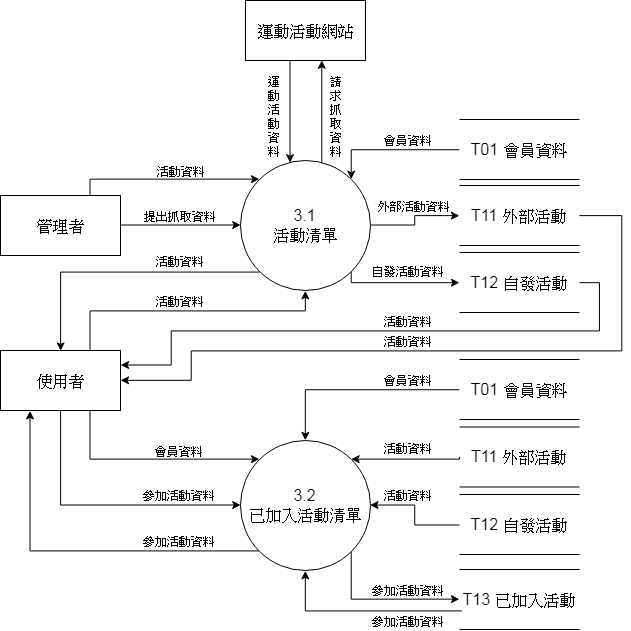 運動活動網站
運動活動資料
請求抓取資料
會員資料
T01 會員資料
活動資料
管理者
提出抓取資料
3.1
活動清單
外部活動資料
T11 外部活動
活動資料
自發活動資料
T12 自發活動
活動資料
活動資料
活動資料
使用者
會員資料
T01 會員資料
會員資料
活動資料
T11 外部活動
參加活動資料
3.2
已加入活動清單
活動資料
T12 自發活動
參加活動資料
參加活動資料
T13 已加入活動
參加活動資料